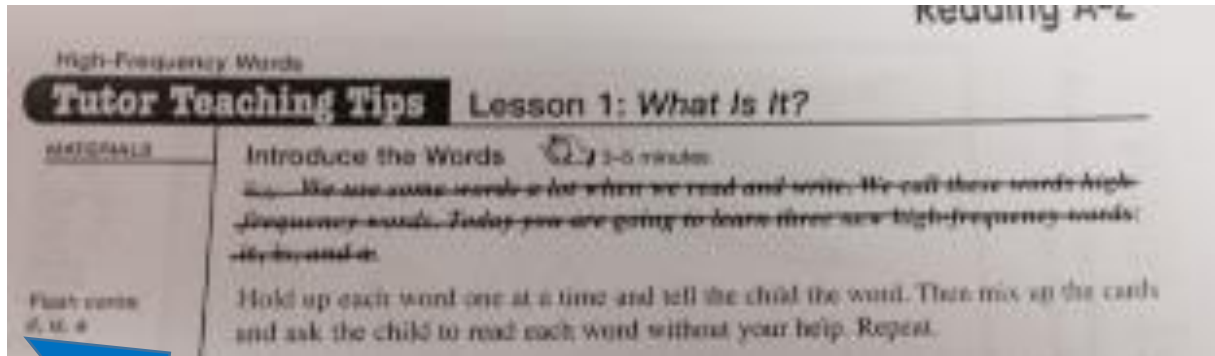 Reading A-Z
High-Frequency Words
Tutor Teaching Tips Lesson 1: What Is It?
MATERIALS
Introduce the Words 3-5 minutes
We use some words a lot when we read and write. We call these words high-
frequency words. Today you are going to learn three new high-frequency words:
it, is, and a.
Hold up each word one at a time and tell the child the word. Then mix up the cards
and ask the child to read each word without your help. Repeat.
Flash cards